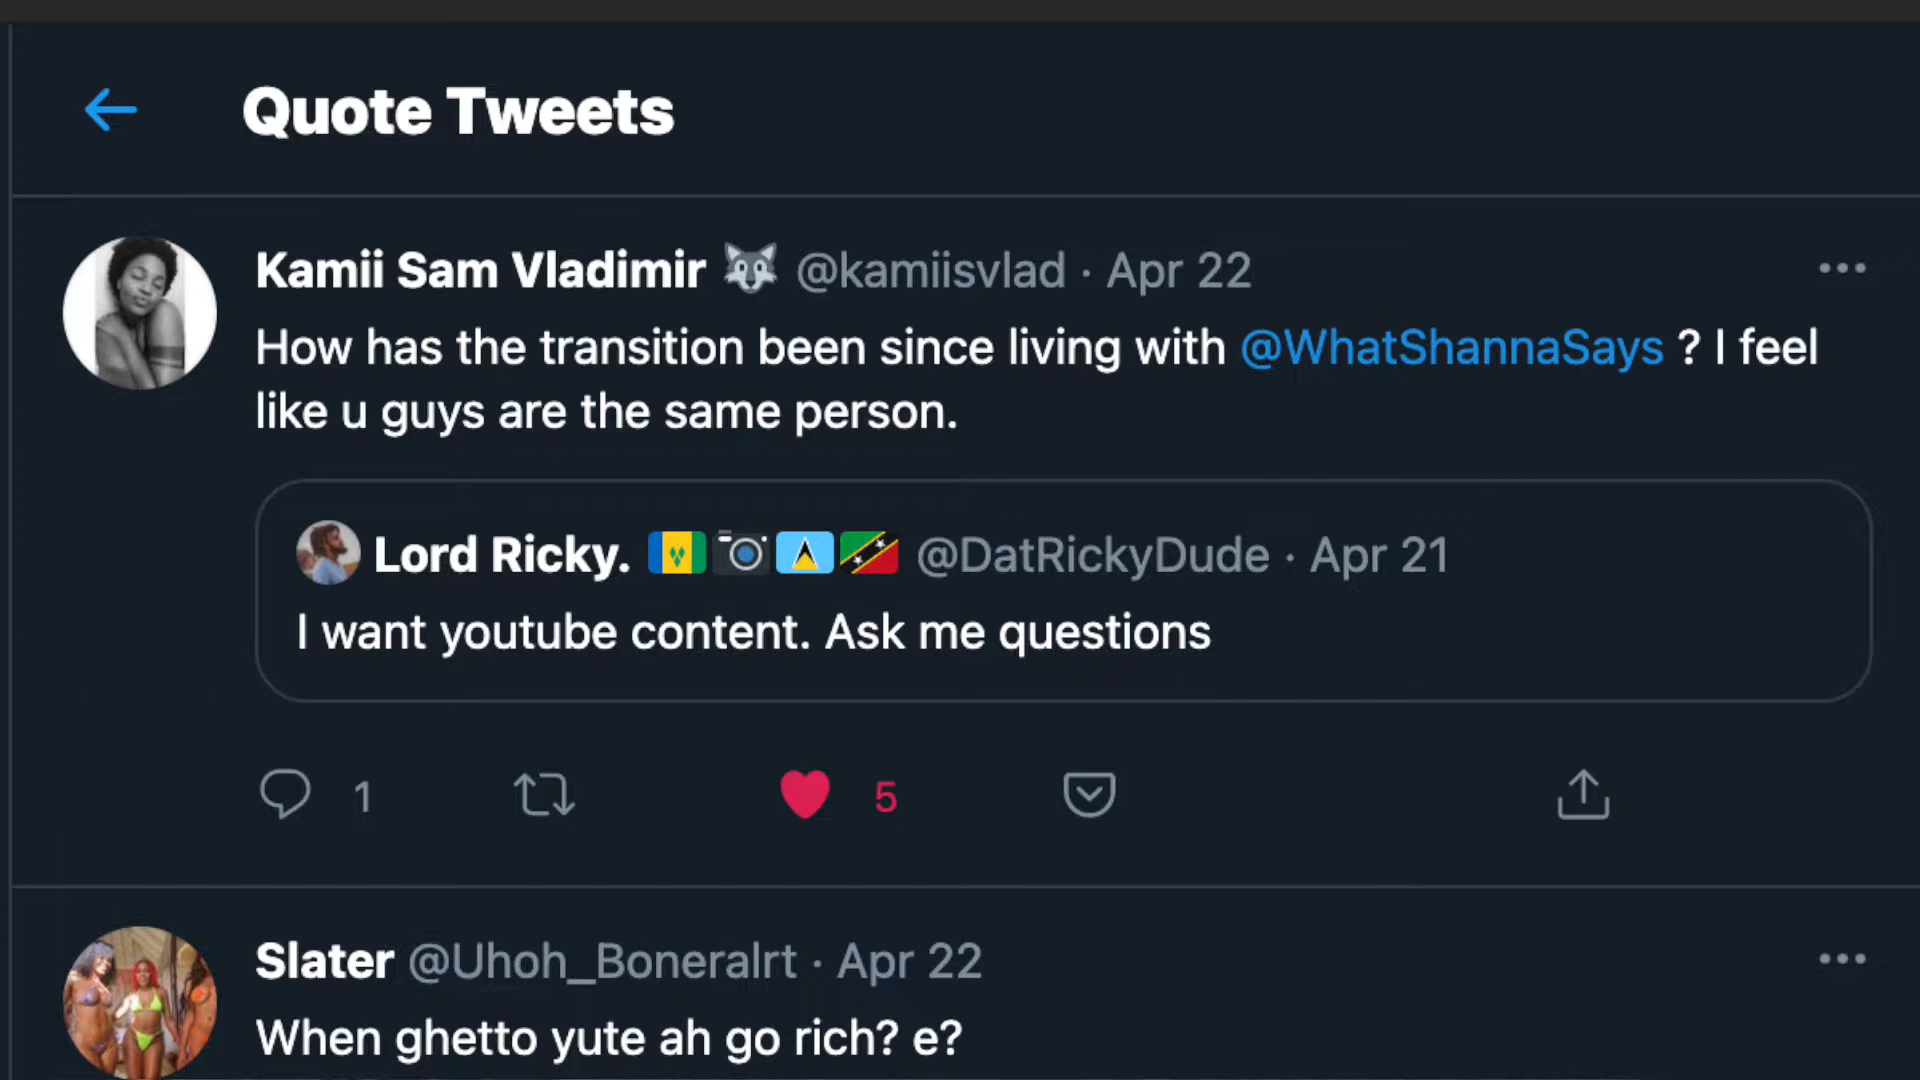 Quote Tweets
Kamii Sam Vladimir 🐺 @kamiisvlad · Apr 22
How has the transition been since living with @WhatShannaSays ? I feel
like u guys are the same person.
Lord Ricky. 🇻🇨📷🇱🇨🇰🇳 @DatRickyDude · Apr 21
I want youtube content. Ask me questions
1
5
Slater @Uhoh_Boneralrt · Apr 22
When ghetto yute ah go rich? e?